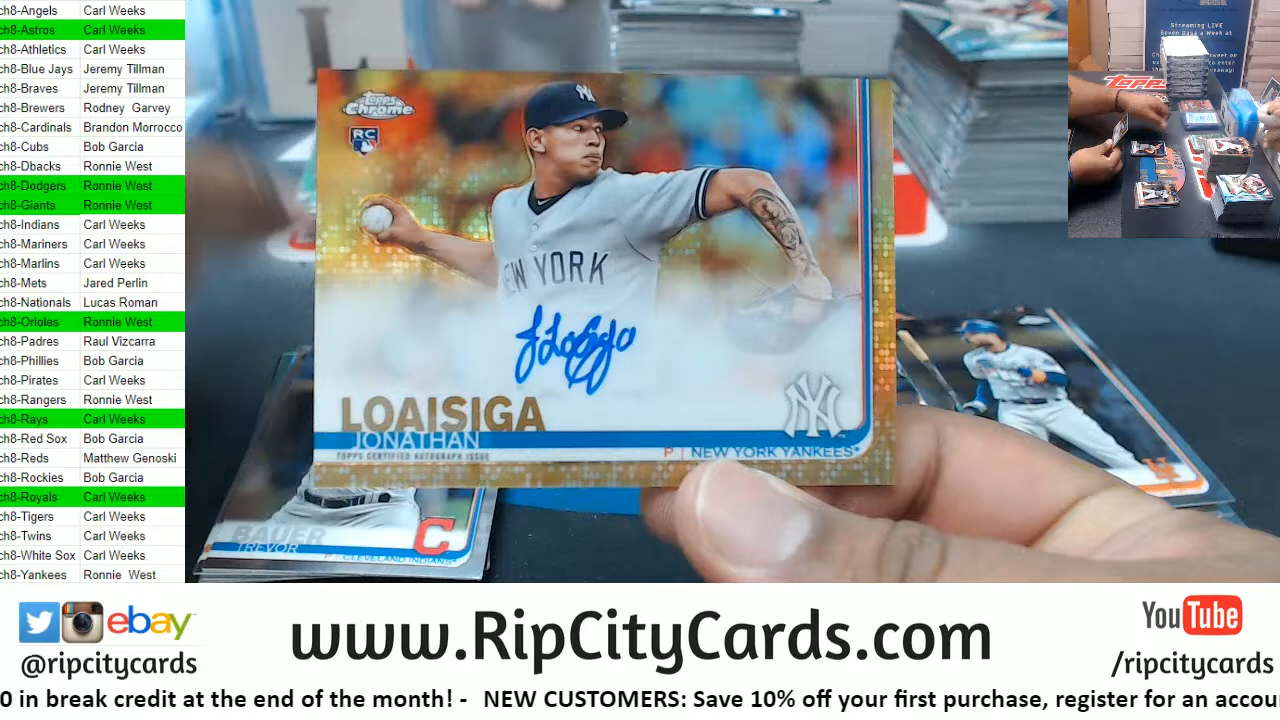 ch8-Angels Carl Weeks
ch8-Astros Carl Weeks
ch8-Athletics Carl Weeks
ch8-Blue Jays Jeremy Tillman
ch8-Braves Jeremy Tillman
ch8-Brewers Rodney Garvey
ch8-Cardinals Brandon Morrocco
ch8-Cubs Bob Garcia
ch8-Dbacks Ronnie West
ch8-Dodgers Ronnie West
ch8-Giants Ronnie West
ch8-Indians Carl Weeks
ch8-Mariners Carl Weeks
ch8-Marlins Carl Weeks
ch8-Mets Jared Perlin
ch8-Nationals Lucas Roman
ch8-Orioles Ronnie West
ch8-Padres Raul Vizcarra
ch8-Phillies Bob Garcia
ch8-Pirates Carl Weeks
ch8-Rangers Ronnie West
ch8-Rays Carl Weeks
ch8-Red Sox Bob Garcia
ch8-Reds Matthew Genoski
ch8-Rockies Bob Garcia
ch8-Royals Carl Weeks
ch8-Tigers Carl Weeks
ch8-Twins Carl Weeks
ch8-White Sox Carl Weeks
ch8-Yankees Ronnie West
Topps
Chrome
RC
NEW YORK
LOAISIGA
JONATHAN
TOPPS CERTIFIED AUTOGRAPH ISSUE
P | NEW YORK YANKEES
NY
BAUER
TREVOR
C
P | CLEVELAND INDIANS
Streaming LIVE
Seven Days a Week at
Topps
ebay
@ripcitycards
www.RipCityCards.com
YouTube
/ripcitycards
0 in break credit at the end of the month! - NEW CUSTOMERS: Save 10% off your first purchase, register for an accou